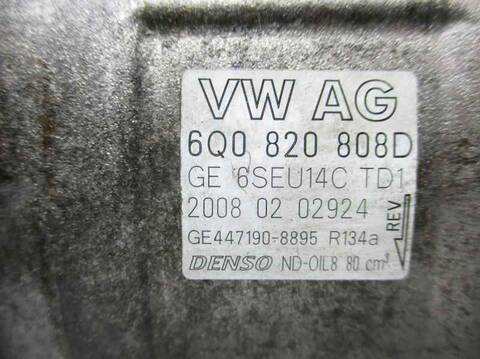 VW AG
6Q0 820 808D
GE 6SEU14C TD1
2008 02 02924
GE447190-8895 R134a
DENSO ND-OIL8 80 cm³
REV